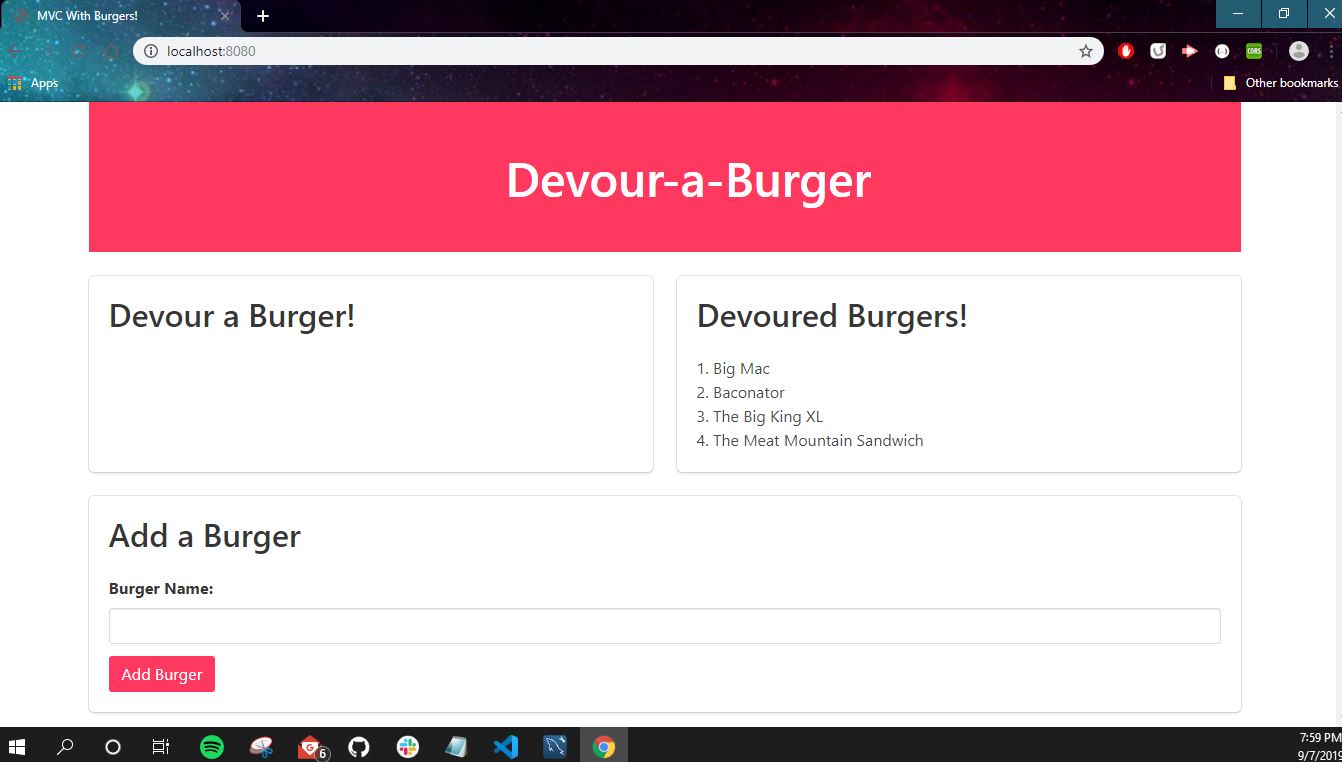 MVC With Burgers!
localhost:8080
CORS
Apps
Other bookmarks
Devour-a-Burger
Devour a Burger!
Devoured Burgers!
1. Big Mac
2. Baconator
3. The Big King XL
4. The Meat Mountain Sandwich
Add a Burger
Burger Name:
Add Burger
6
7:59 PM
9/7/2019